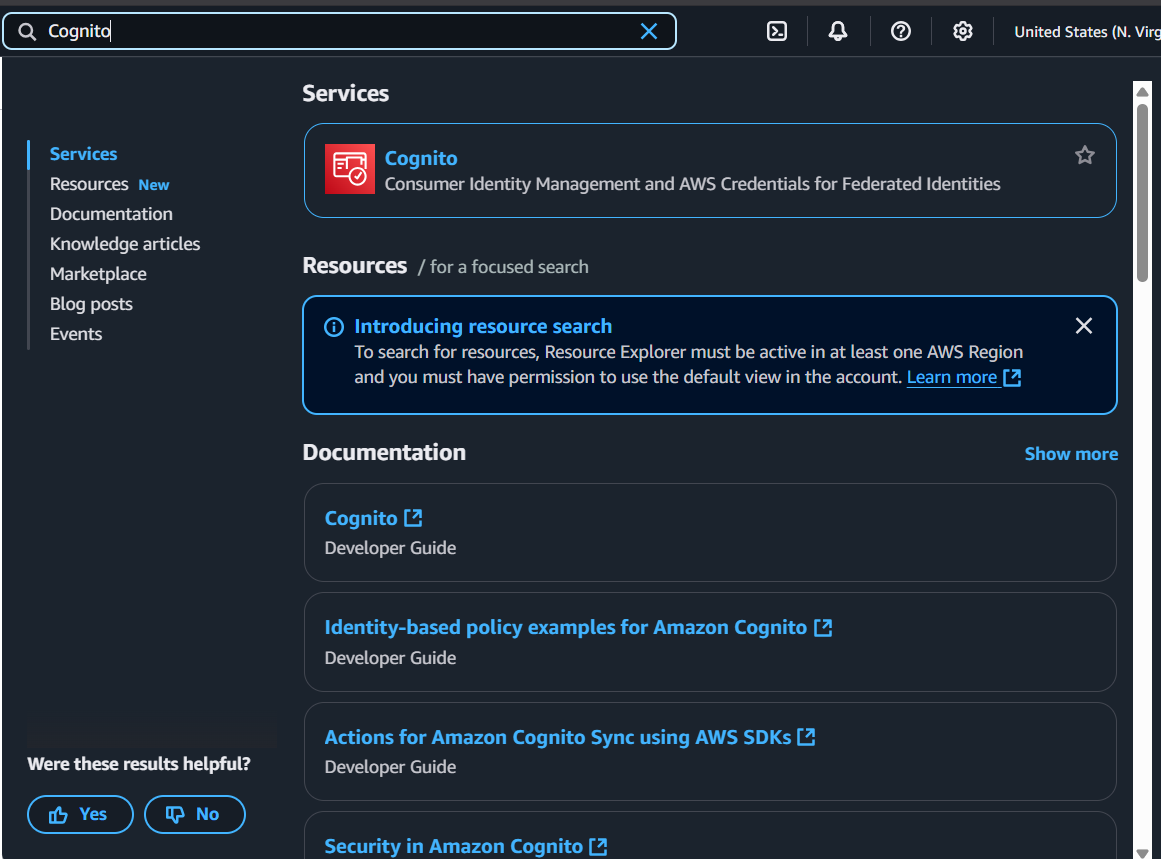 Cognito
United States (N. Virg
Services
Resources New
Documentation
Knowledge articles
Marketplace
Blog posts
Events
Were these results helpful?
Yes
No
Services
Cognito
Consumer Identity Management and AWS Credentials for Federated Identities
Resources / for a focused search
Introducing resource search
To search for resources, Resource Explorer must be active in at least one AWS Region
and you must have permission to use the default view in the account. Learn more
Documentation
Show more
Cognito
Developer Guide
Identity-based policy examples for Amazon Cognito
Developer Guide
Actions for Amazon Cognito Sync using AWS SDKs
Developer Guide
Security in Amazon Cognito